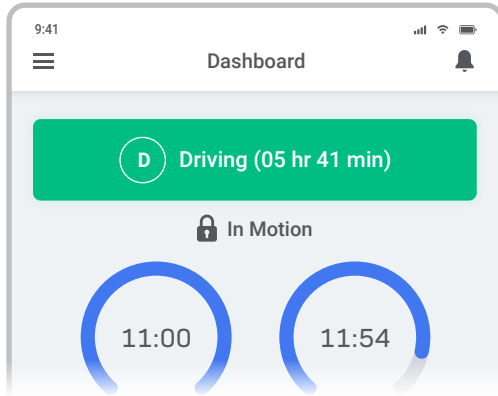 9:41
Dashboard
D Driving (05 hr 41 min)
In Motion
11:00 11:54